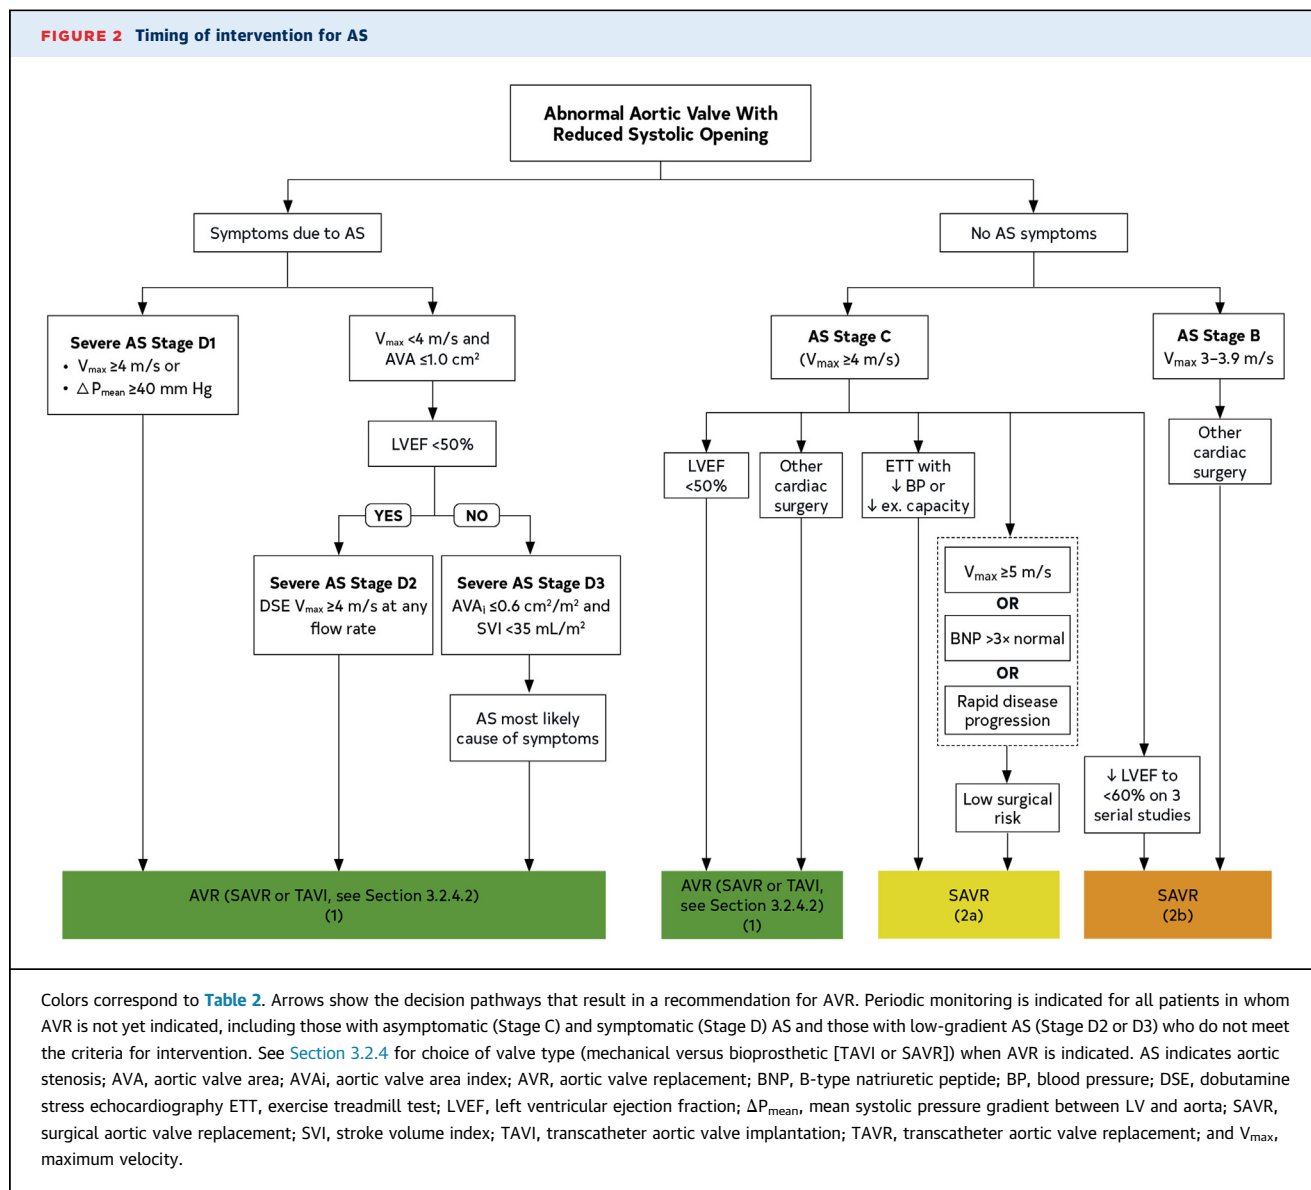 FIGURE 2 Timing of intervention for AS
Abnormal Aortic Valve With
Reduced Systolic Opening
Symptoms due to AS
No AS symptoms
Severe AS Stage D1
• Vmax ≥4 m/s or
• △ Pmean ≥40 mm Hg
Vmax <4 m/s and
AVA ≤1.0 cm²
AS Stage C
(Vmax ≥4 m/s)
AS Stage B
Vmax 3–3.9 m/s
LVEF <50%
YES
NO
Severe AS Stage D2
DSE Vmax ≥4 m/s at any
flow rate
Severe AS Stage D3
AVAi ≤0.6 cm²/m² and
SVI <35 mL/m²
AS most likely
cause of symptoms
LVEF
<50%
Other
cardiac
surgery
ETT with
↓ BP or
↓ ex. capacity
Vmax ≥5 m/s
OR
BNP >3× normal
OR
Rapid disease
progression
Low surgical
risk
↓ LVEF to
<60% on 3
serial studies
Other
cardiac
surgery
AVR (SAVR or TAVI, see Section 3.2.4.2)
(1)
AVR (SAVR or TAVI,
see Section 3.2.4.2)
(1)
SAVR
(2a)
SAVR
(2b)
Colors correspond to Table 2. Arrows show the decision pathways that result in a recommendation for AVR. Periodic monitoring is indicated for all patients in whom
AVR is not yet indicated, including those with asymptomatic (Stage C) and symptomatic (Stage D) AS and those with low-gradient AS (Stage D2 or D3) who do not meet
the criteria for intervention. See Section 3.2.4 for choice of valve type (mechanical versus bioprosthetic [TAVI or SAVR]) when AVR is indicated. AS indicates aortic
stenosis; AVA, aortic valve area; AVAi, aortic valve area index; AVR, aortic valve replacement; BNP, B-type natriuretic peptide; BP, blood pressure; DSE, dobutamine
stress echocardiography ETT, exercise treadmill test; LVEF, left ventricular ejection fraction; ΔPmean, mean systolic pressure gradient between LV and aorta; SAVR,
surgical aortic valve replacement; SVI, stroke volume index; TAVI, transcatheter aortic valve implantation; TAVR, transcatheter aortic valve replacement; and Vmax,
maximum velocity.